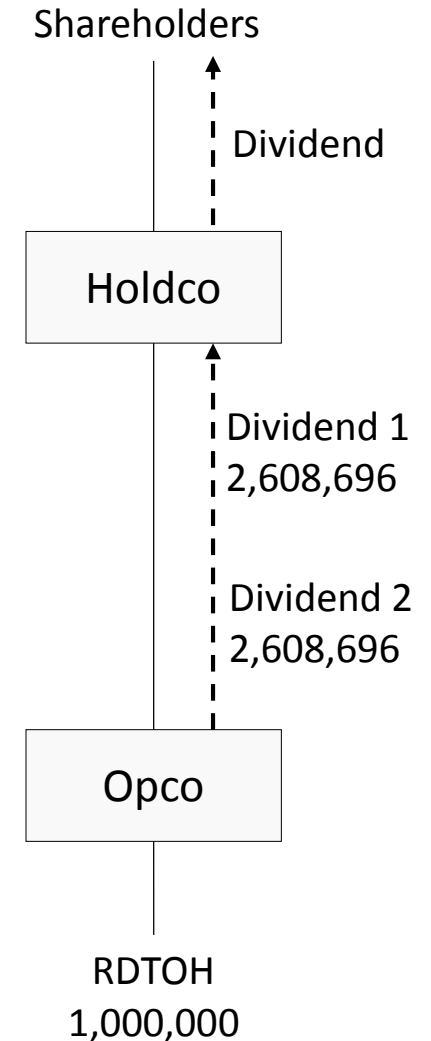 Shareholders
Dividend
Holdco
Dividend 1
2,608,696
Dividend 2
2,608,696
Opco
RDTOH
1,000,000